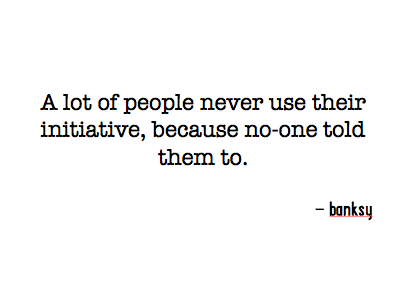 A lot of people never use their
initiative, because no-one told
them to.
– banksy